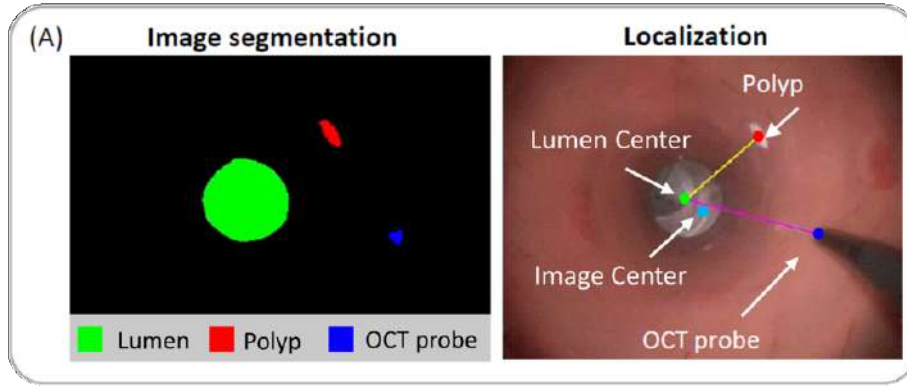 (A)
Image segmentation
Localization
Lumen
Polyp
OCT probe
Polyp
Lumen Center
Image Center
OCT probe